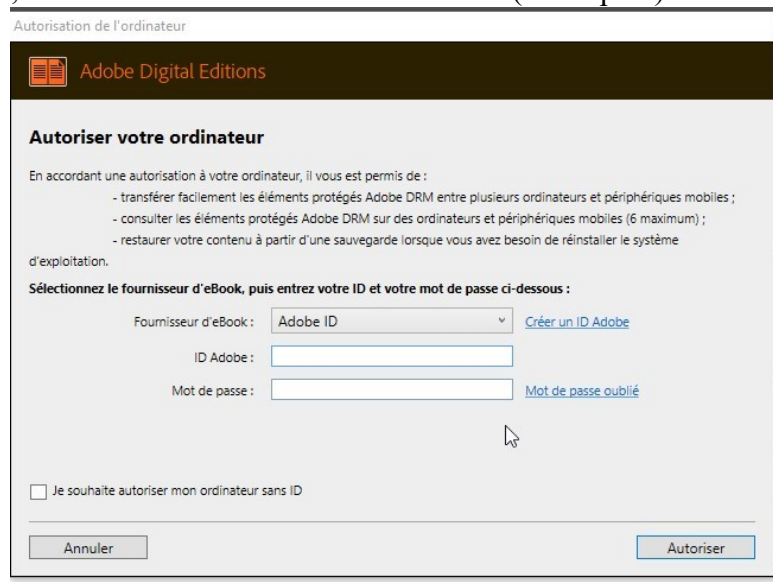 Autorisation de l'ordinateur
Adobe Digital Editions
Autoriser votre ordinateur
En accordant une autorisation à votre ordinateur, il vous est permis de :
- transférer facilement les éléments protégés Adobe DRM entre plusieurs ordinateurs et périphériques mobiles ;
- consulter les éléments protégés Adobe DRM sur des ordinateurs et périphériques mobiles (6 maximum) ;
- restaurer votre contenu à partir d'une sauvegarde lorsque vous avez besoin de réinstaller le système
d'exploitation.
Sélectionnez le fournisseur d'eBook, puis entrez votre ID et votre mot de passe ci-dessous :
Fournisseur d'eBook : Adobe ID Créer un ID Adobe
ID Adobe :
Mot de passe : Mot de passe oublié
Je souhaite autoriser mon ordinateur sans ID
Annuler Autoriser